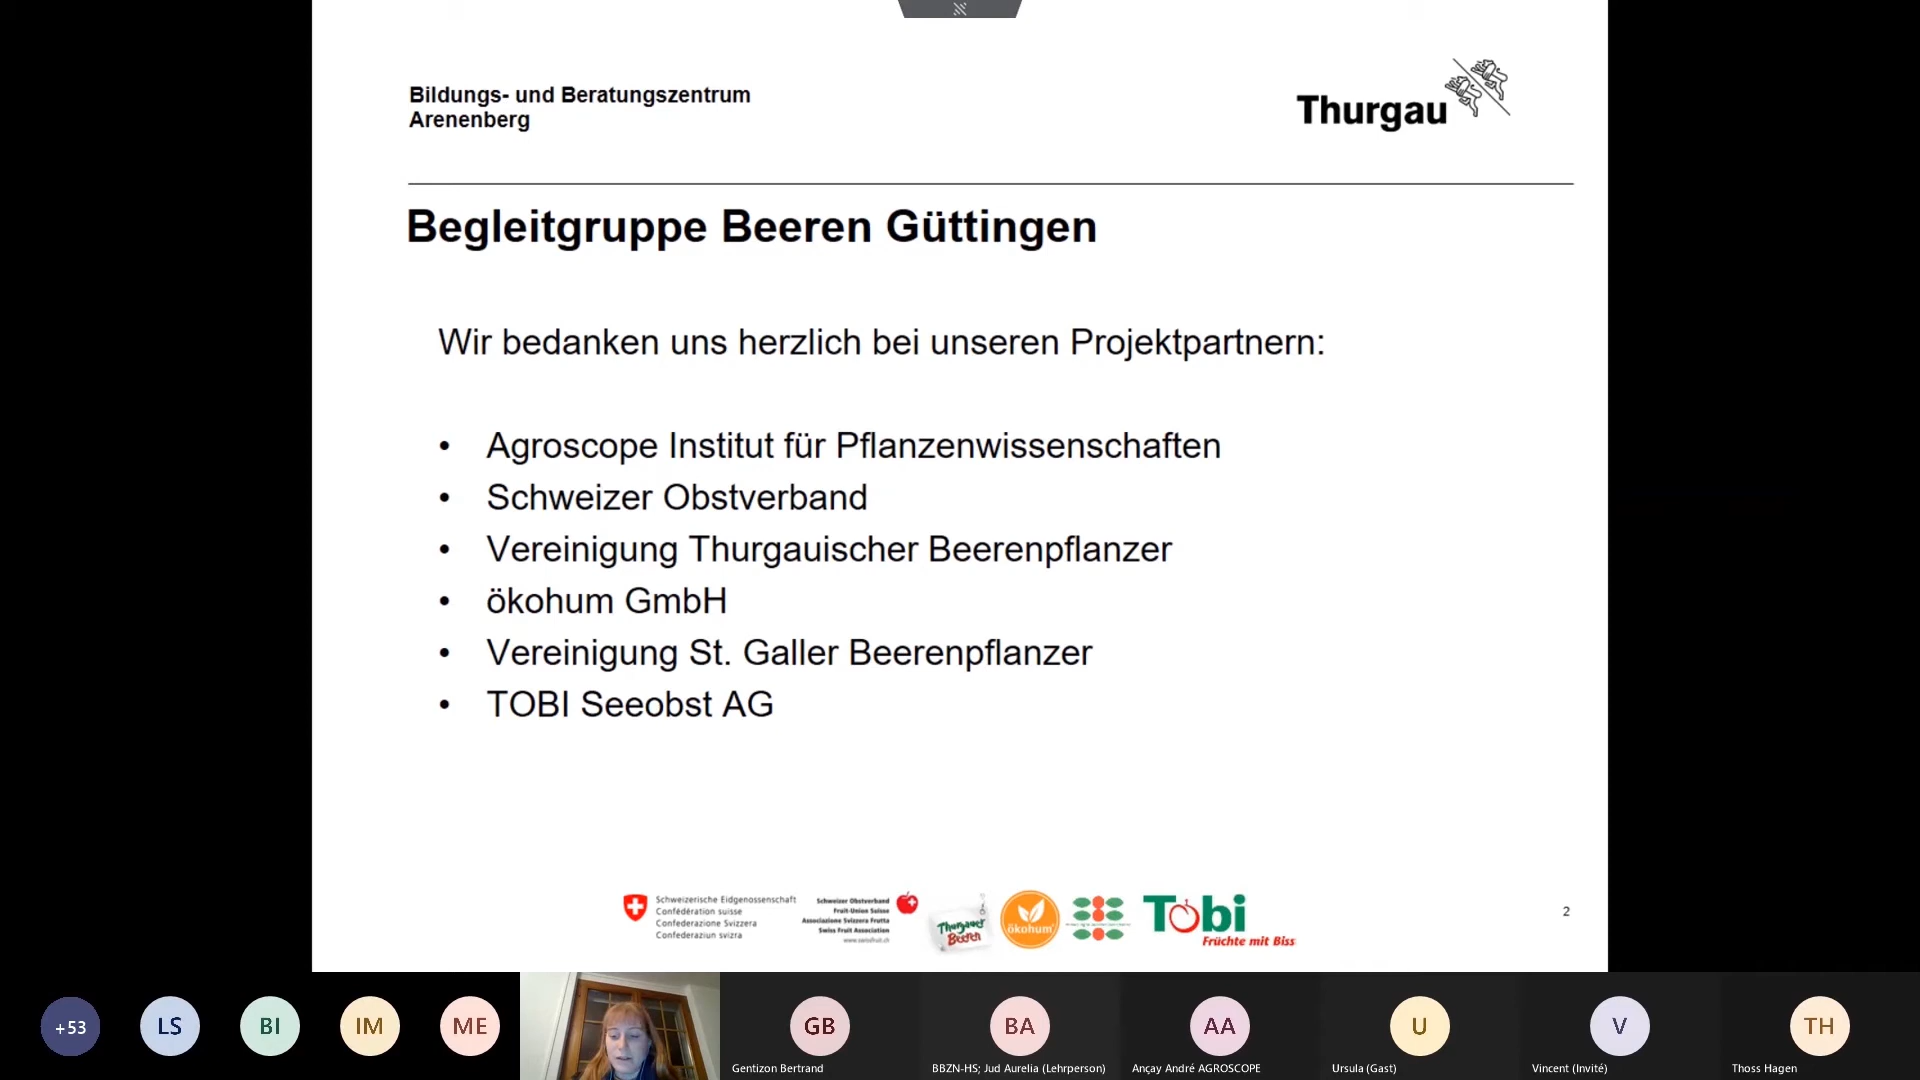 Bildungs- und Beratungszentrum
Arenenberg
Thurgau
Begleitgruppe Beeren Güttingen
Wir bedanken uns herzlich bei unseren Projektpartnern:
• Agroscope Institut für Pflanzenwissenschaften
• Schweizer Obstverband
• Vereinigung Thurgauischer Beerenpflanzer
• ökohum GmbH
• Vereinigung St. Galler Beerenpflanzer
• TOBI Seeobst AG
Schweizerische Eidgenossenschaft
Confédération suisse
Confederazione Svizzera
Confederaziun svizra
Schweizer Obstverband
Fruit-Union Suisse
Associazione Svizzera Frutta
Swiss Fruit Association
www.swissfruit.ch
Thurgauer
Beeren
ökohum
Tobi
Früchte mit Biss
2
+53
LS
BI
IM
ME
GB
Gentizon Bertrand
BA
BBZN-HS; Jud Aurelia (Lehrperson)
AA
Ançay André AGROSCOPE
U
Ursula (Gast)
V
Vincent (Invité)
TH
Thoss Hagen